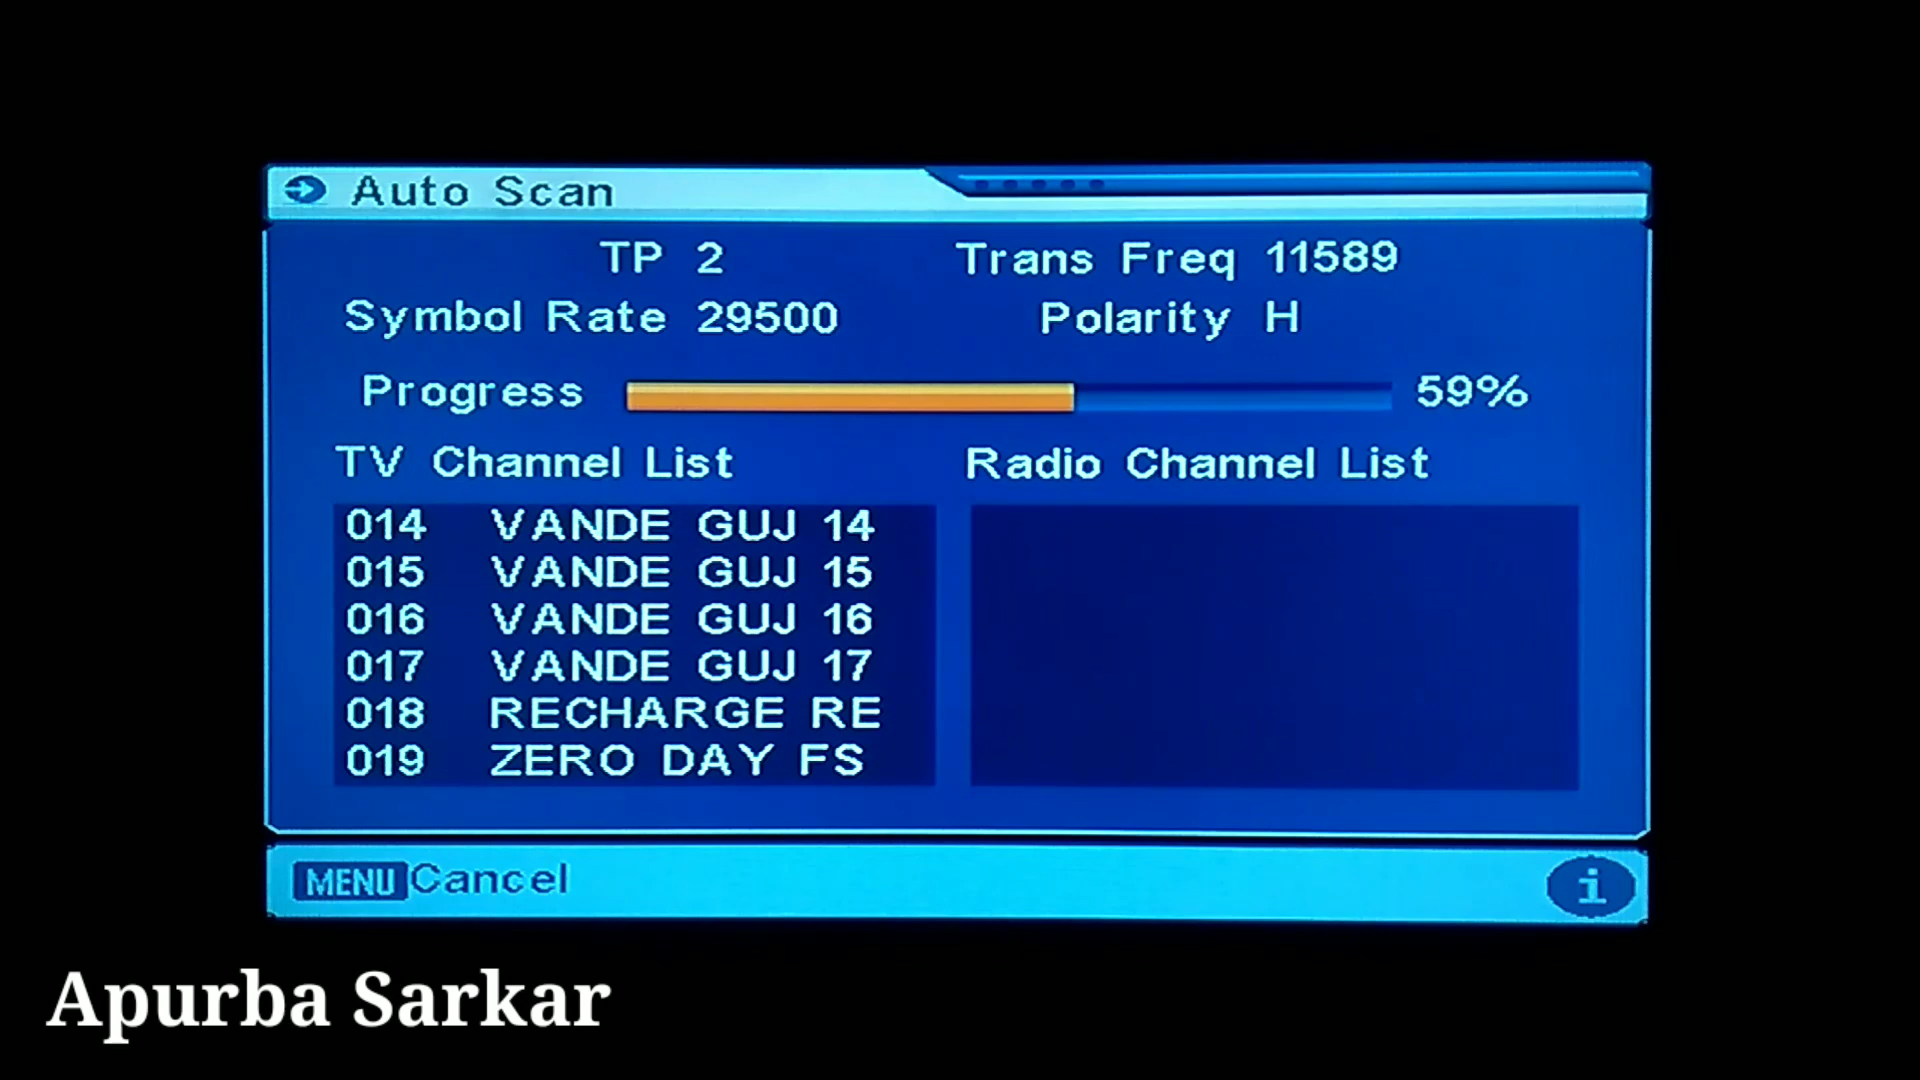 Auto Scan
TP 2 Trans Freq 11589
Symbol Rate 29500 Polarity H
Progress 59%
TV Channel List Radio Channel List
014 VANDE GUJ 14
015 VANDE GUJ 15
016 VANDE GUJ 16
017 VANDE GUJ 17
018 RECHARGE RE
019 ZERO DAY FS
MENU Cancel i
Apurba Sarkar